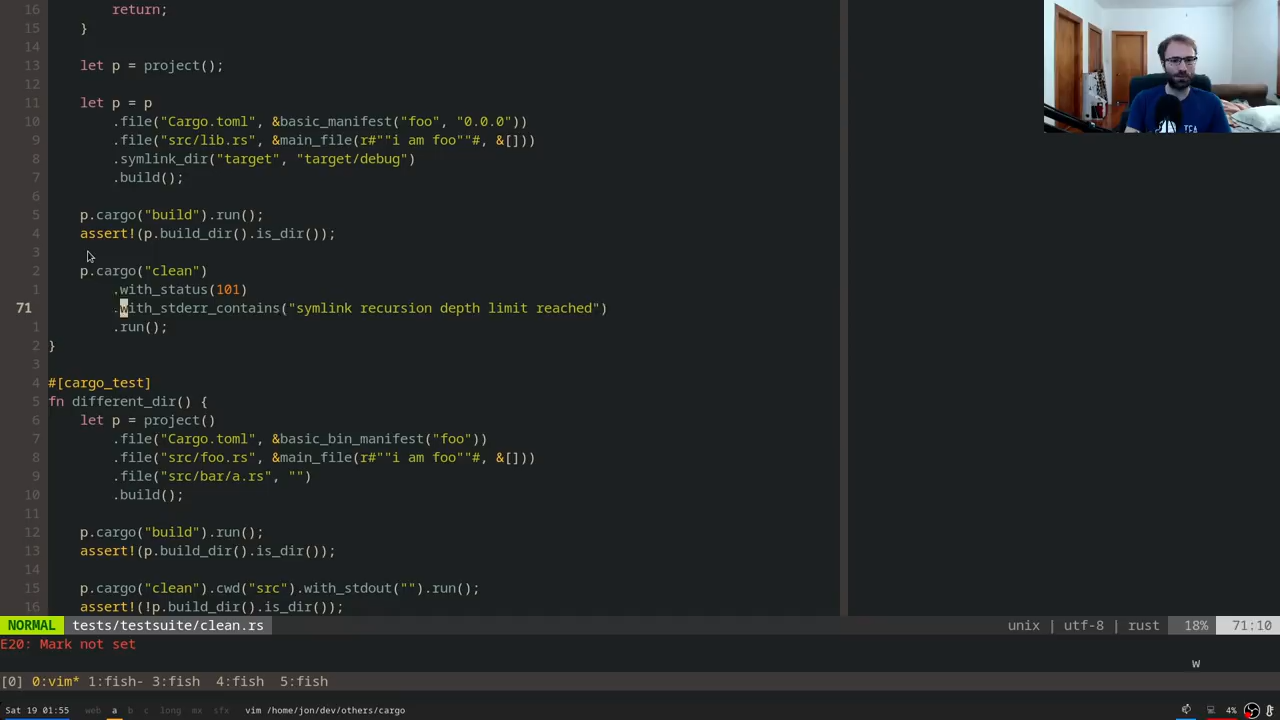 16         return;
15     }
14
13     let p = project();
12
11     let p = p
10         .file("Cargo.toml", &basic_manifest("foo", "0.0.0"))
9         .file("src/lib.rs", &main_file(r#""i am foo""#, &[]))
8         .symlink_dir("target", "target/debug")
7         .build();
6
5     p.cargo("build").run();
4     assert!(p.build_dir().is_dir());
3
2     p.cargo("clean")
1         .with_status(101)
71         .with_stderr_contains("symlink recursion depth limit reached")
1         .run();
2 }
3
4 #[cargo_test]
5 fn different_dir() {
6     let p = project()
7         .file("Cargo.toml", &basic_bin_manifest("foo"))
8         .file("src/foo.rs", &main_file(r#""i am foo""#, &[]))
9         .file("src/bar/a.rs", "")
10         .build();
11
12     p.cargo("build").run();
13     assert!(p.build_dir().is_dir());
14
15     p.cargo("clean").cwd("src").with_stdout("").run();
16     assert!(!p.build_dir().is_dir());
NORMAL tests/testsuite/clean.rs unix | utf-8 | rust 18% 71:10
E20: Mark not set
w
[0] 0:vim* 1:fish- 3:fish 4:fish 5:fish
Sat 19 01:55 web a b c long mx sfx vim /home/jon/dev/others/cargo 4%